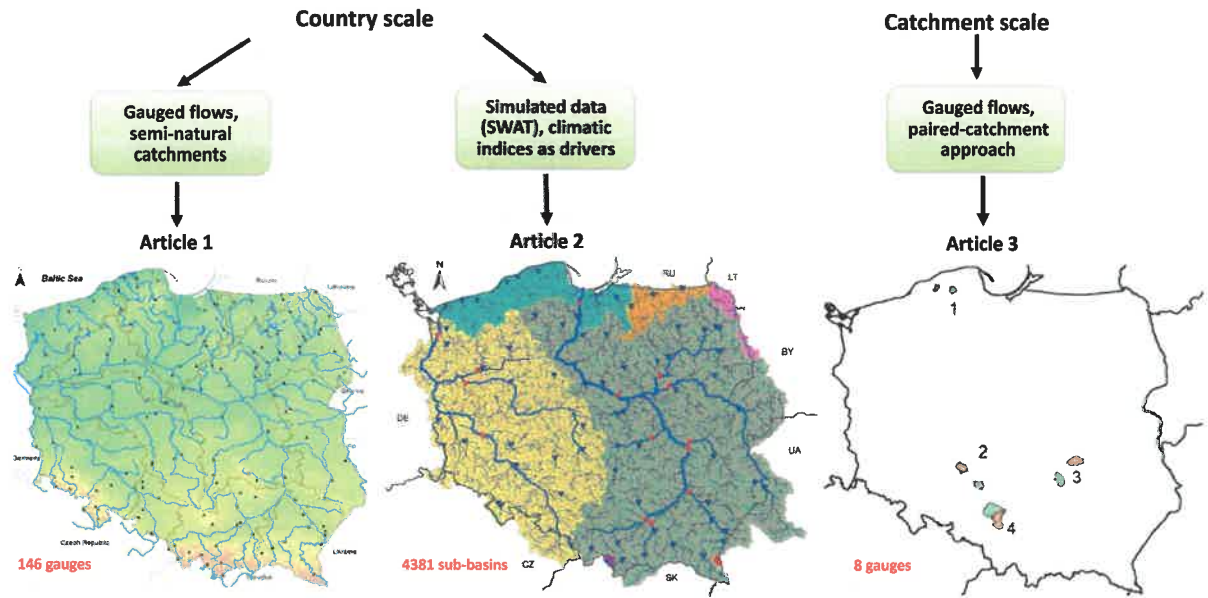 Country scale
Catchment scale
Gauged flows,
semi-natural
catchments
Simulated data
(SWAT), climatic
indices as drivers
Gauged flows,
paired-catchment
approach
Article 1
Article 2
Article 3
Baltic Sea
Germany
Czech Republic
Ukraine
146 gauges
N
RU
LT
BY
DE
UA
CZ
SK
4381 sub-basins
1
2
3
4
8 gauges